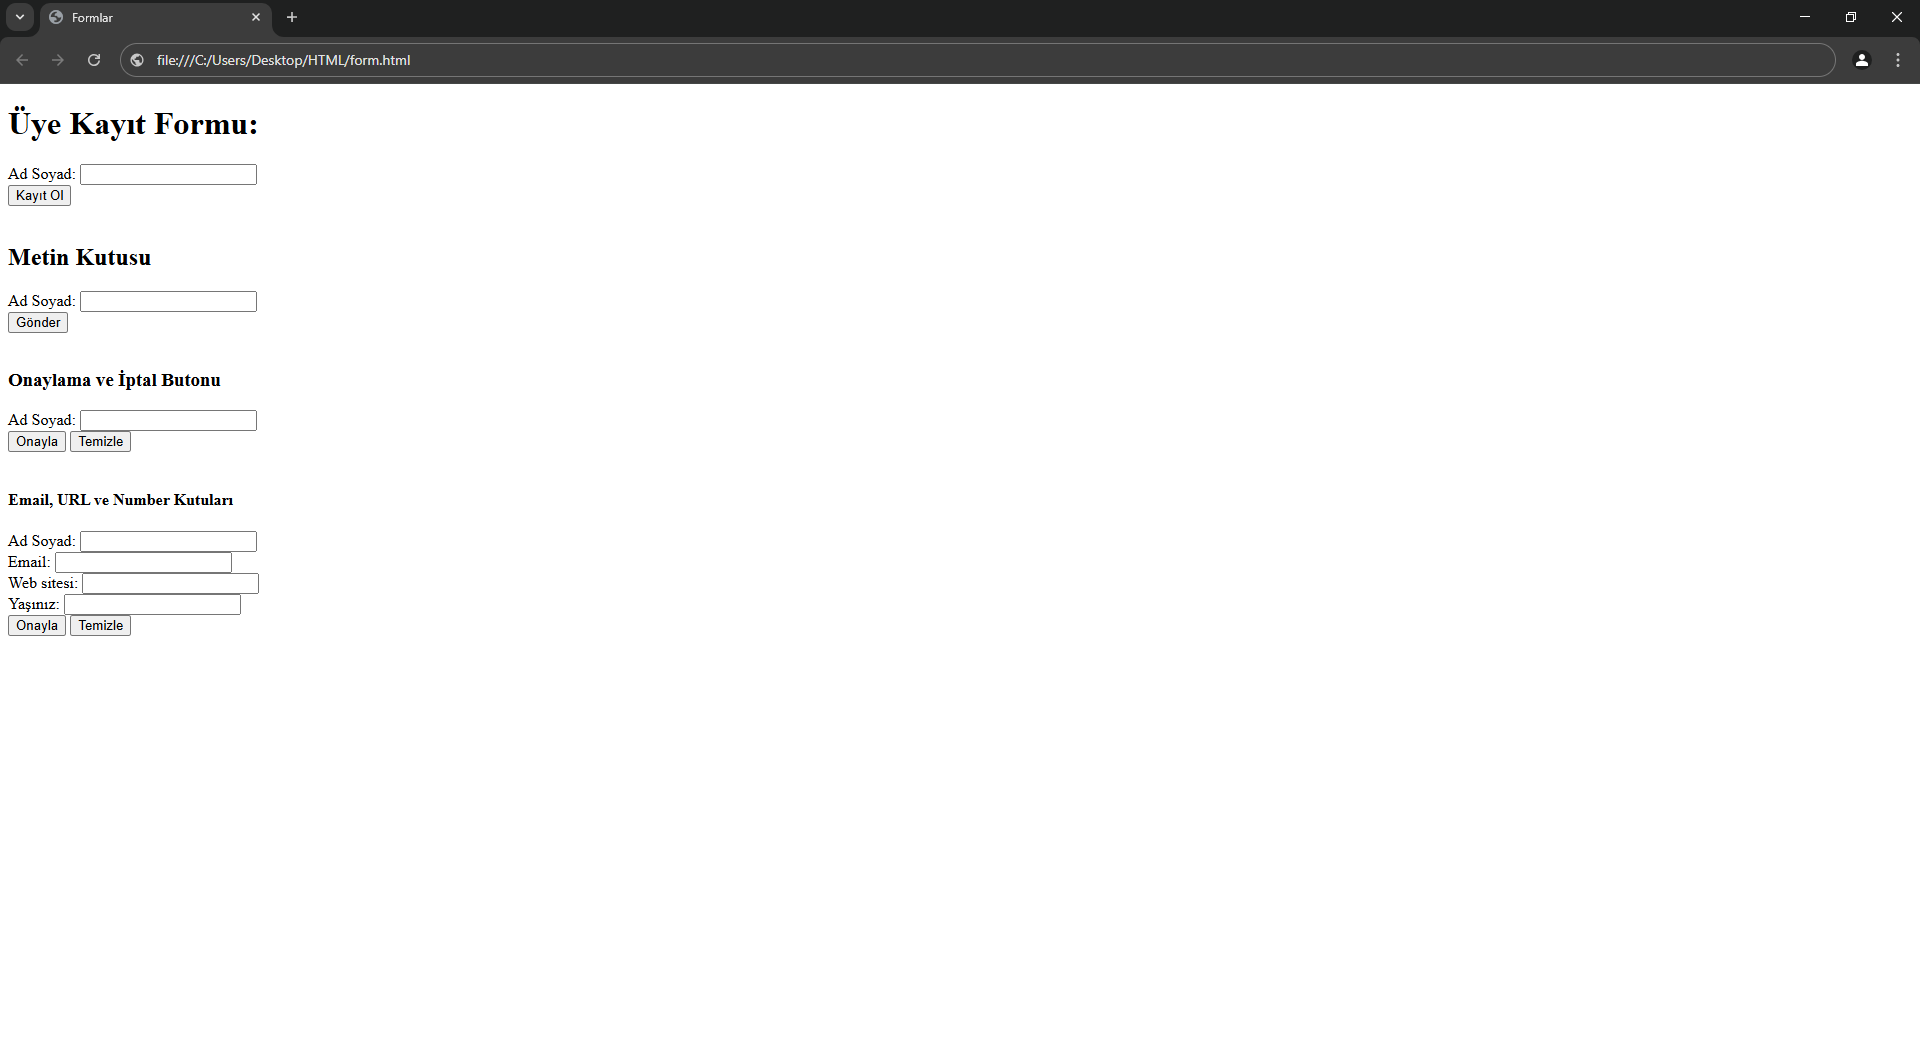 Formlar
file:///C:/Users/Desktop/HTML/form.html
Üye Kayıt Formu:
Ad Soyad:
Kayıt Ol
Metin Kutusu
Ad Soyad:
Gönder
Onaylama ve İptal Butonu
Ad Soyad:
Onayla Temizle
Email, URL ve Number Kutuları
Ad Soyad:
Email:
Web sitesi:
Yaşınız:
Onayla Temizle